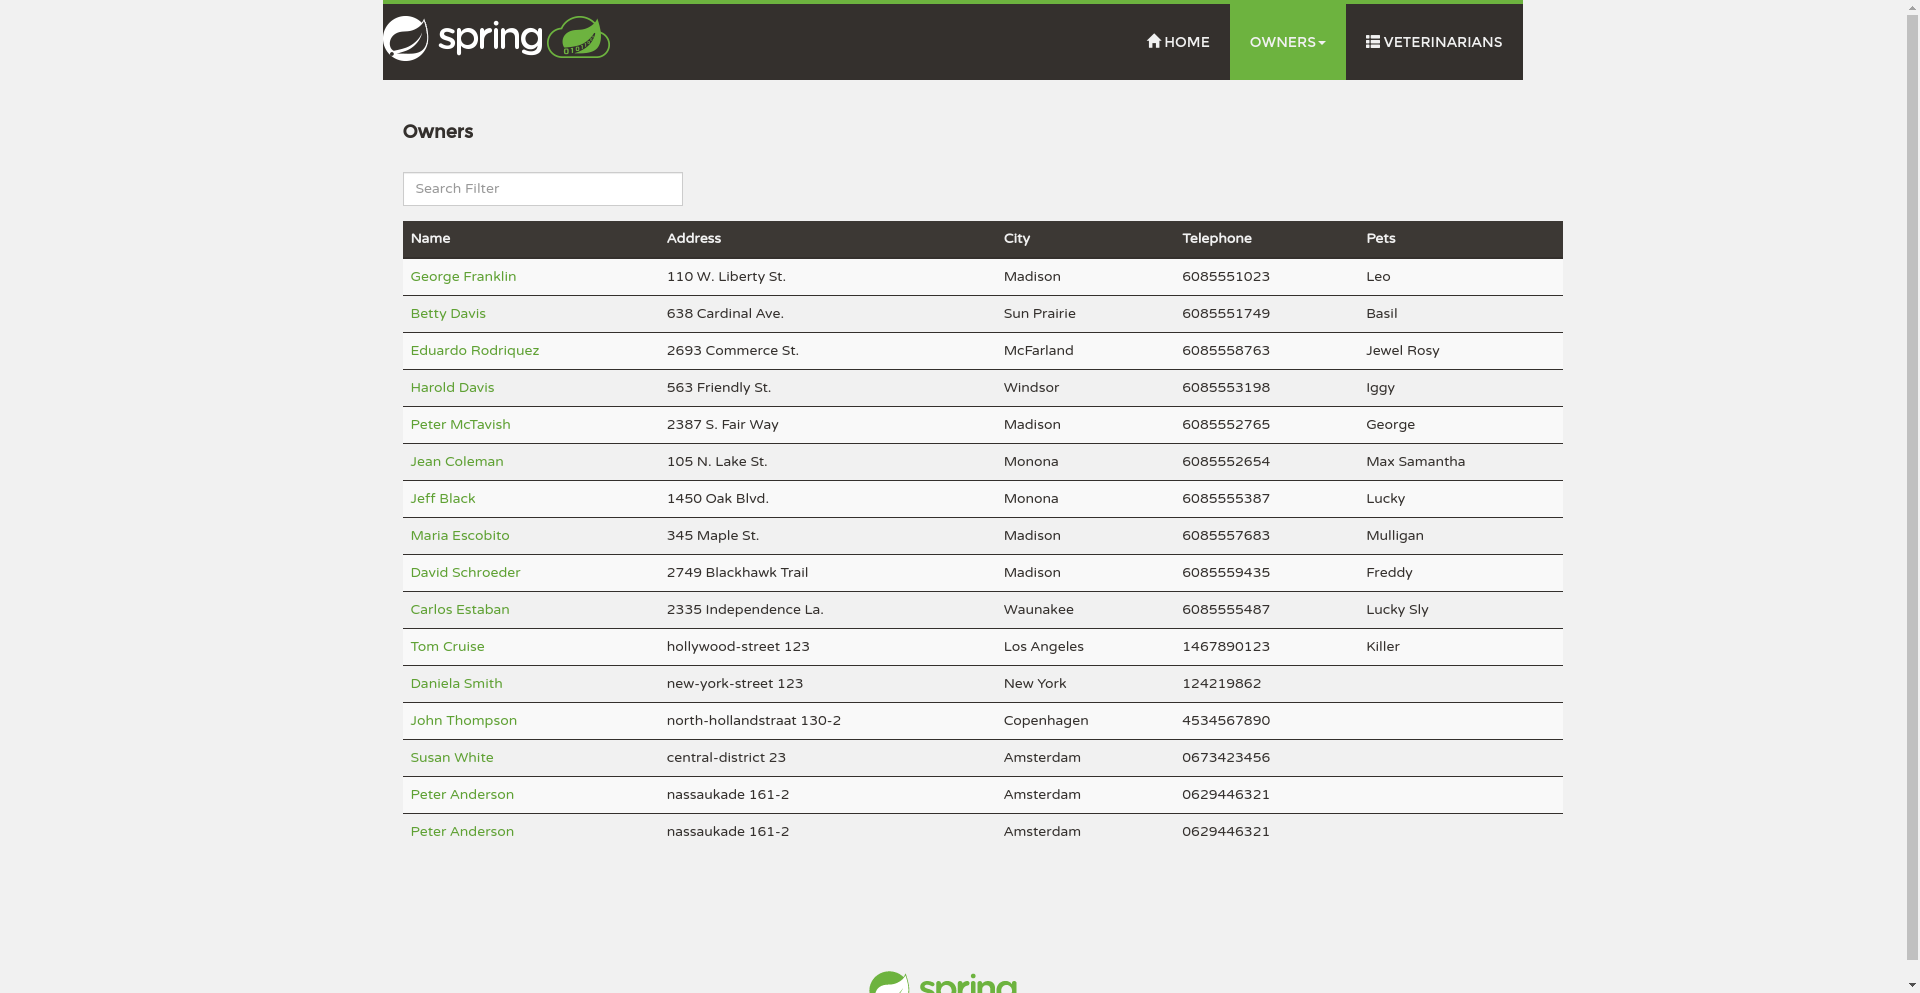 spring
HOME OWNERS VETERINARIANS
Owners
Search Filter
Name Address City Telephone Pets
George Franklin 110 W. Liberty St. Madison 6085551023 Leo
Betty Davis 638 Cardinal Ave. Sun Prairie 6085551749 Basil
Eduardo Rodriquez 2693 Commerce St. McFarland 6085558763 Jewel Rosy
Harold Davis 563 Friendly St. Windsor 6085553198 Iggy
Peter McTavish 2387 S. Fair Way Madison 6085552765 George
Jean Coleman 105 N. Lake St. Monona 6085552654 Max Samantha
Jeff Black 1450 Oak Blvd. Monona 6085555387 Lucky
Maria Escobito 345 Maple St. Madison 6085557683 Mulligan
David Schroeder 2749 Blackhawk Trail Madison 6085559435 Freddy
Carlos Estaban 2335 Independence La. Waunakee 6085555487 Lucky Sly
Tom Cruise hollywood-street 123 Los Angeles 1467890123 Killer
Daniela Smith new-york-street 123 New York 124219862
John Thompson north-hollandstraat 130-2 Copenhagen 4534567890
Susan White central-district 23 Amsterdam 0673423456
Peter Anderson nassaukade 161-2 Amsterdam 0629446321
Peter Anderson nassaukade 161-2 Amsterdam 0629446321
spring